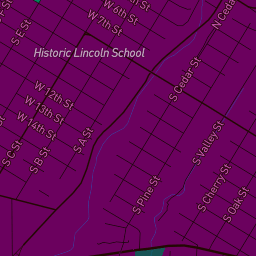 W 6th St
W 7th St
N Ceda
S E St
Historic Lincoln School
S Cedar St
W 12th St
W 13th St
W 14th St
S A St
S B St
S C St
S Valley St
S Pine St
S Cherry St
S Oak St